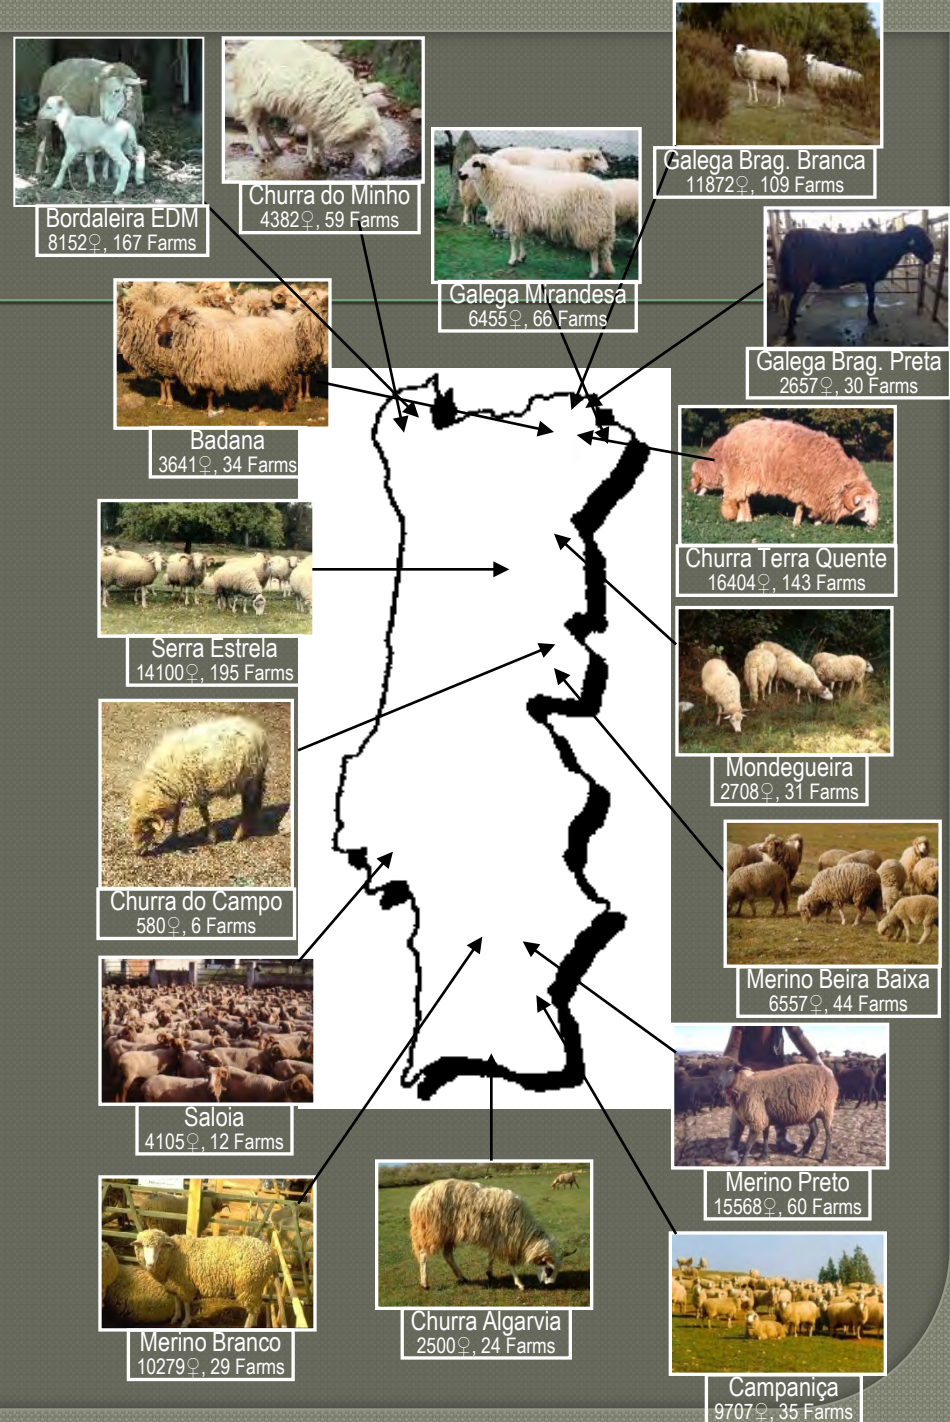 Galega Brag. Branca
11872♀, 109 Farms
Churra do Minho
4382♀, 59 Farms
Bordaleira EDM
8152♀, 167 Farms
Galega Mirandesa
6455♀, 66 Farms
Galega Brag. Preta
2657♀, 30 Farms
Badana
3641♀, 34 Farms
Churra Terra Quente
16404♀, 143 Farms
Serra Estrela
14100♀, 195 Farms
Mondegueira
2708♀, 31 Farms
Churra do Campo
580♀, 6 Farms
Merino Beira Baixa
6557♀, 44 Farms
Saloia
4105♀, 12 Farms
Merino Preto
15568♀, 60 Farms
Churra Algarvia
2500♀, 24 Farms
Merino Branco
10279♀, 29 Farms
Campaniça
9707♀, 35 Farms